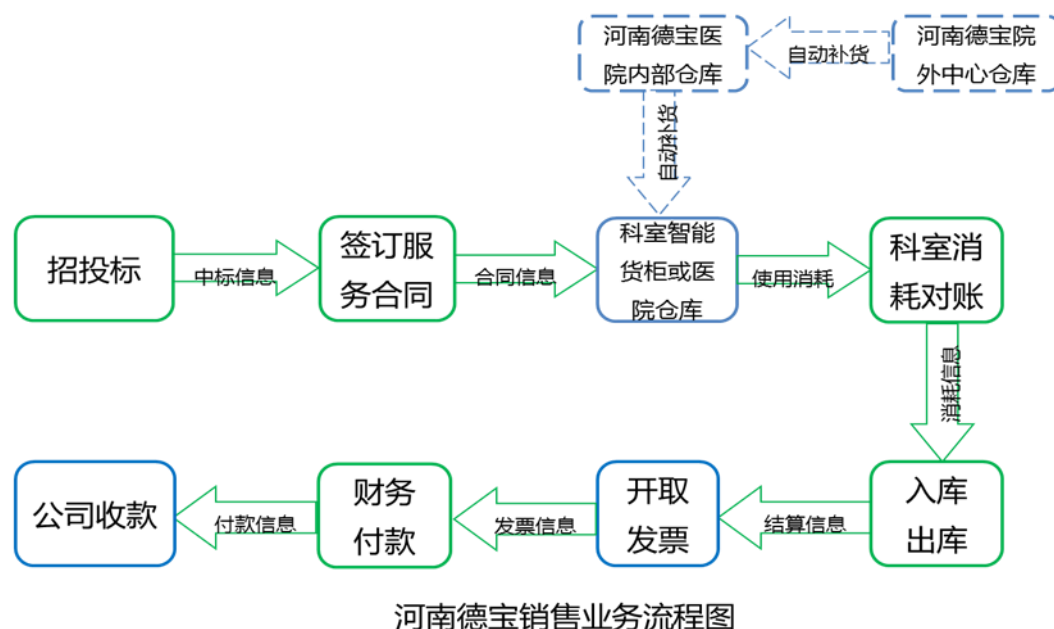 河南德宝医
院内部仓库
自动补货
河南德宝院
外中心仓库
自动补货
招投标
中标信息
签订服
务合同
合同信息
科室智能
货柜或医
院仓库
使用消耗
科室消
耗对账
消耗信息
入库
出库
结算信息
开取
发票
发票信息
财务
付款
付款信息
公司收款
河南德宝销售业务流程图